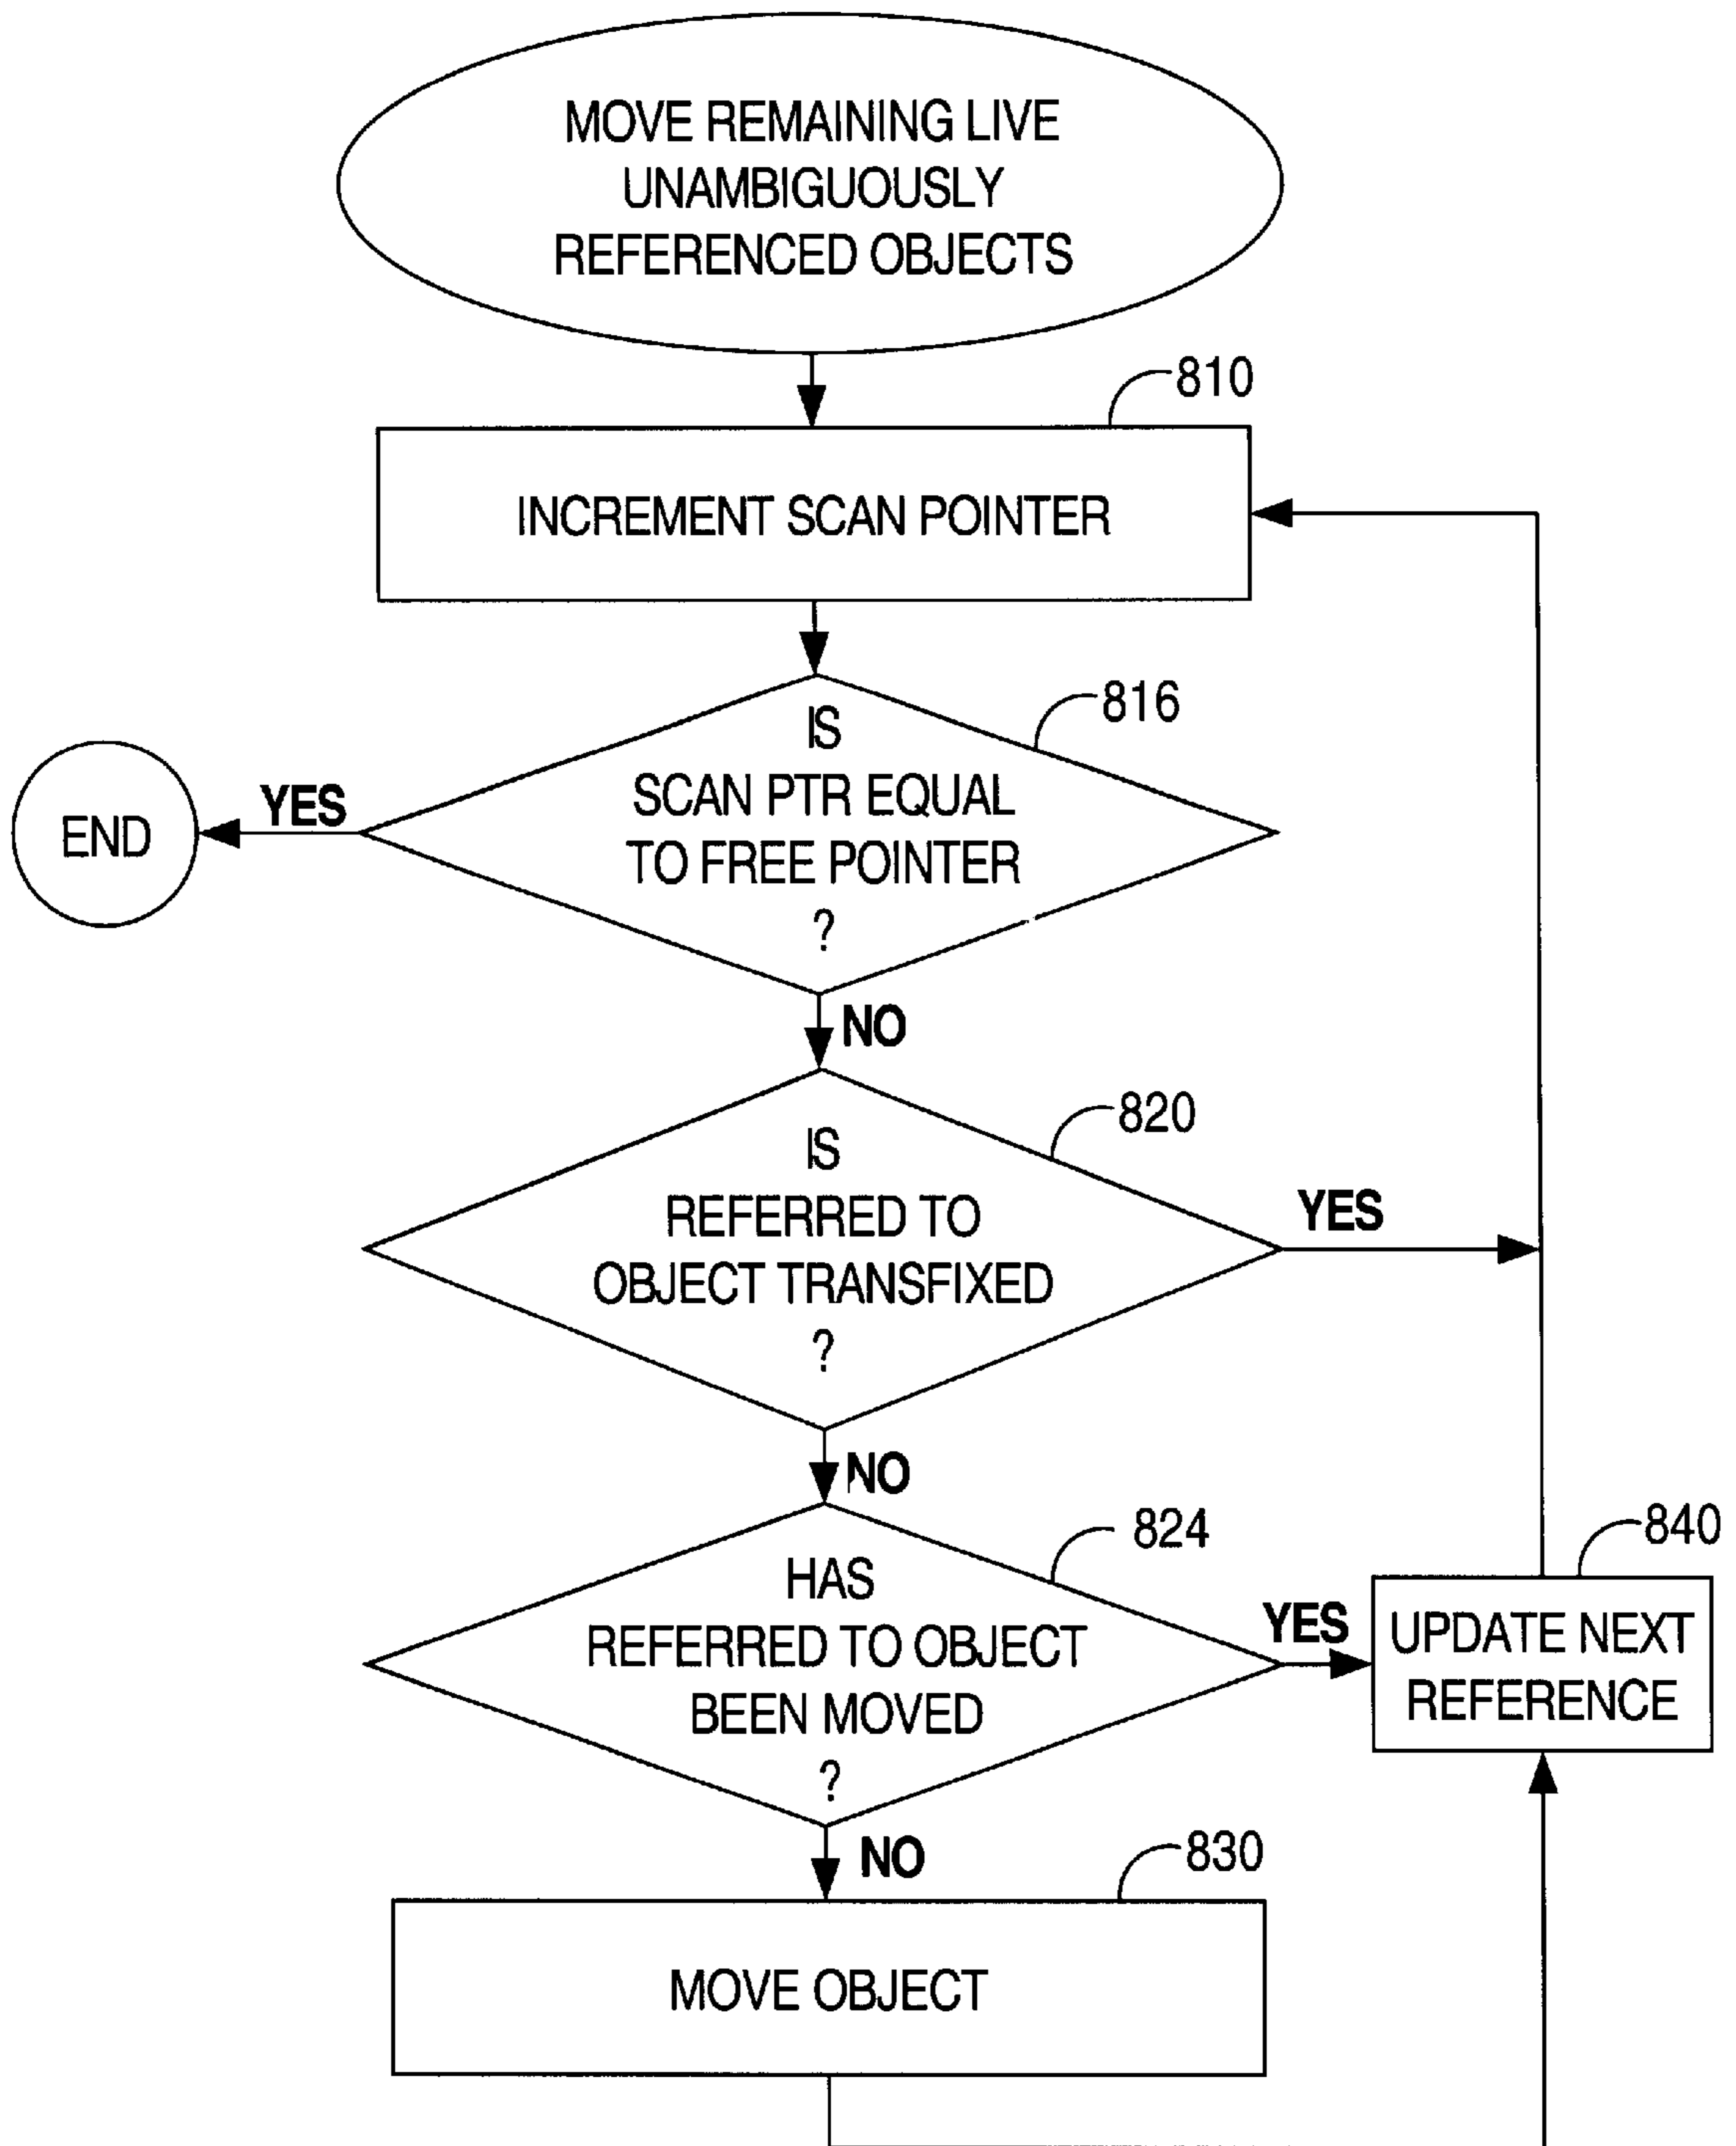 MOVE REMAINING LIVE
UNAMBIGUOUSLY
REFERENCED OBJECTS
810
INCREMENT SCAN POINTER
816
IS
SCAN PTR EQUAL
TO FREE POINTER
?
YES
END
NO
820
IS
REFERRED TO
OBJECT TRANSFIXED
?
YES
NO
824
HAS
REFERRED TO OBJECT
BEEN MOVED
?
YES
840
UPDATE NEXT
REFERENCE
NO
830
MOVE OBJECT